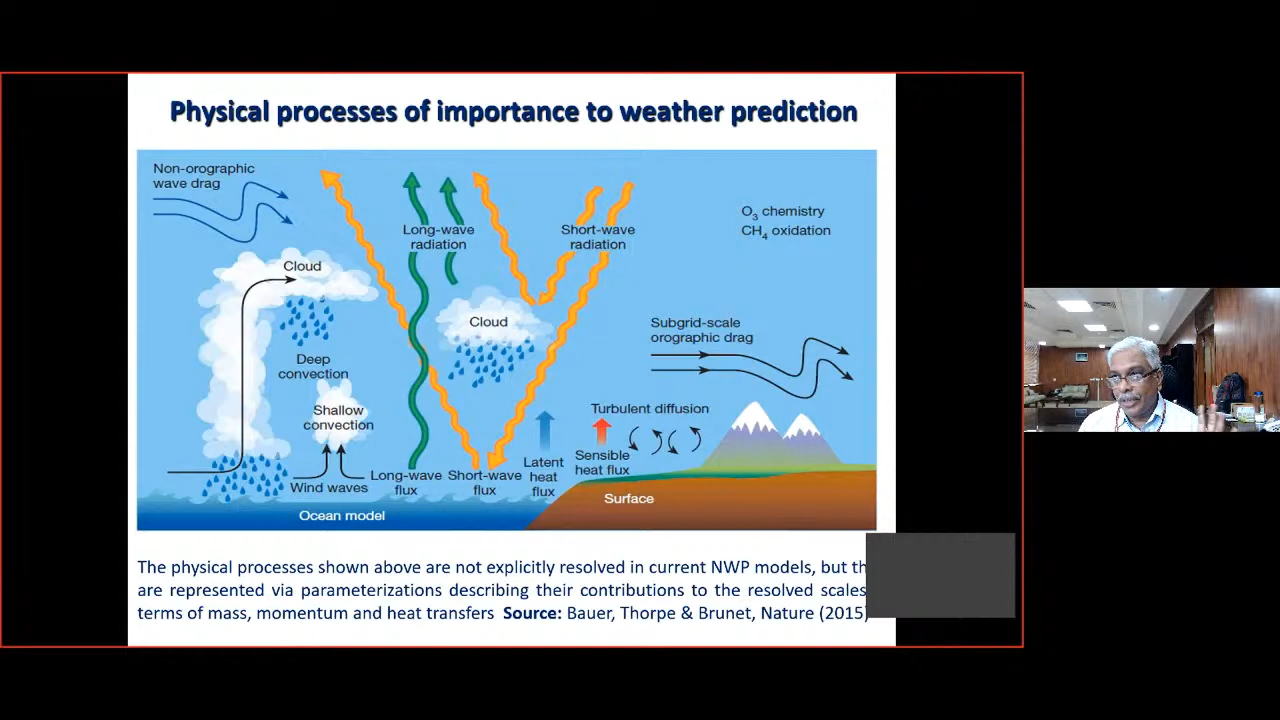 Physical processes of importance to weather prediction
Non-orographic
wave drag
Cloud
Deep
convection
Shallow
convection
Wind waves
Long-wave
radiation
Cloud
Short-wave
radiation
O3 chemistry
CH4 oxidation
Subgrid-scale
orographic drag
Turbulent diffusion
Long-wave
flux
Short-wave
flux
Latent
heat
flux
Sensible
heat flux
Surface
Ocean model
The physical processes shown above are not explicitly resolved in current NWP models, but th
are represented via parameterizations describing their contributions to the resolved scales
terms of mass, momentum and heat transfers Source: Bauer, Thorpe & Brunet, Nature (2015)